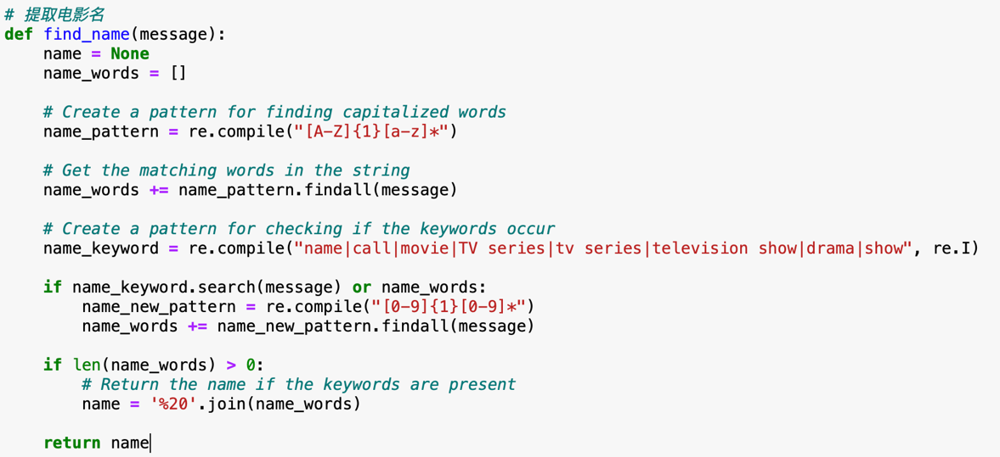 # 提取电影名
def find_name(message):
    name = None
    name_words = []

    # Create a pattern for finding capitalized words
    name_pattern = re.compile("[A-Z]{1}[a-z]*")

    # Get the matching words in the string
    name_words += name_pattern.findall(message)

    # Create a pattern for checking if the keywords occur
    name_keyword = re.compile("name|call|movie|TV series|tv series|television show|drama|show", re.I)

    if name_keyword.search(message) or name_words:
        name_new_pattern = re.compile("[0-9]{1}[0-9]*")
        name_words += name_new_pattern.findall(message)

    if len(name_words) > 0:
        # Return the name if the keywords are present
        name = '%20'.join(name_words)

    return name